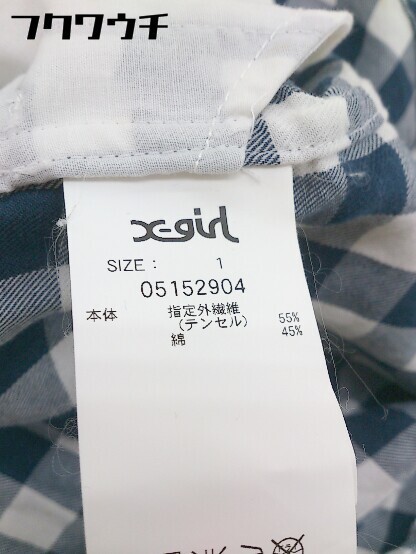 フクワウチ
X-girl
SIZE : 1
05152904
本体 指定外繊維
(テンセル) 55%
綿 45%